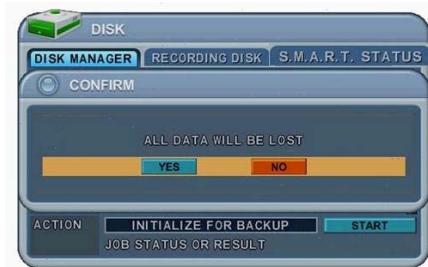 DISK
DISK MANAGER RECORDING DISK S.M.A.R.T. STATUS
CONFIRM
ALL DATA WILL BE LOST
YES NO
ACTION INITIALIZE FOR BACKUP START
JOB STATUS OR RESULT